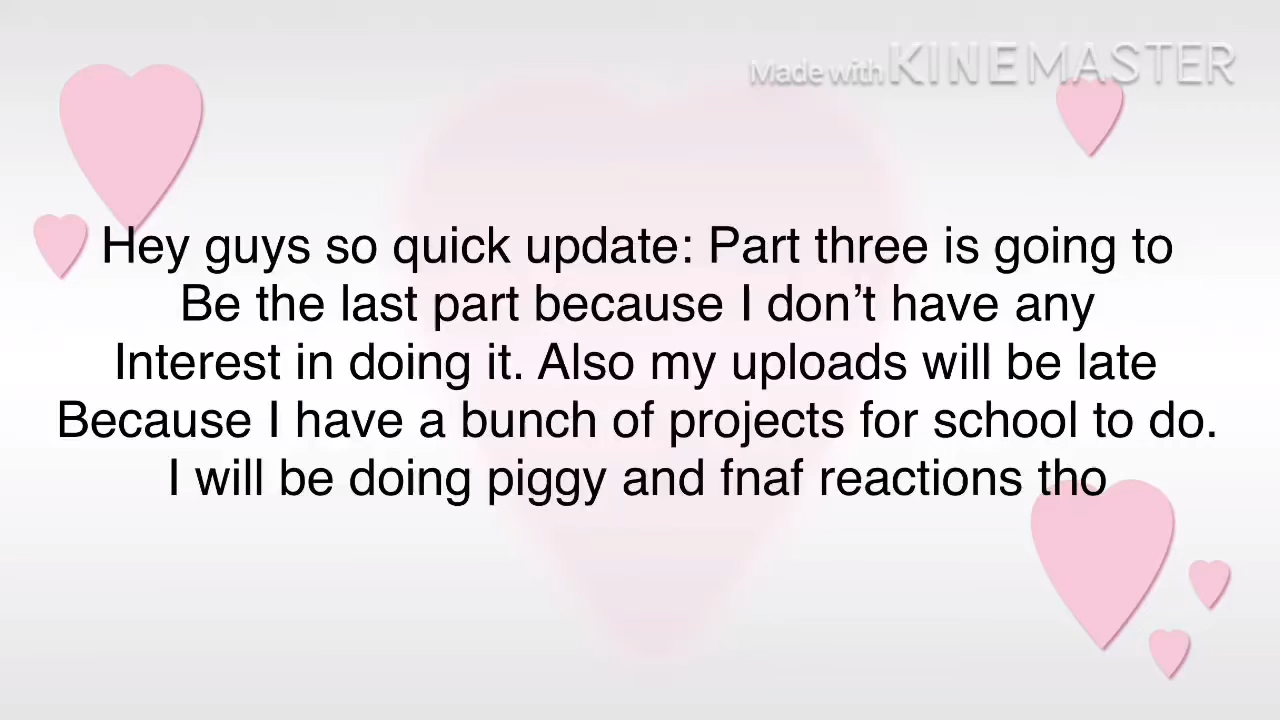 Made with KINEMASTER
Hey guys so quick update: Part three is going to
Be the last part because I don’t have any
Interest in doing it. Also my uploads will be late
Because I have a bunch of projects for school to do.
I will be doing piggy and fnaf reactions tho